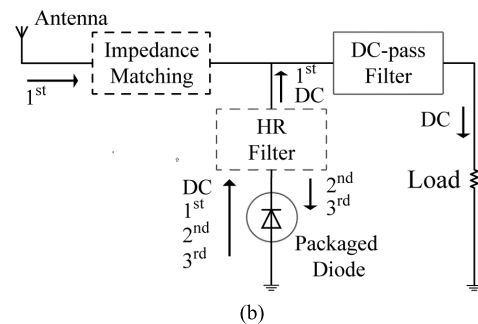 Antenna
Impedance
Matching
DC-pass
Filter
1st
1st
DC
DC
HR
Filter
Load
DC
1st
2nd
3rd
2nd
3rd
Packaged
Diode
(b)